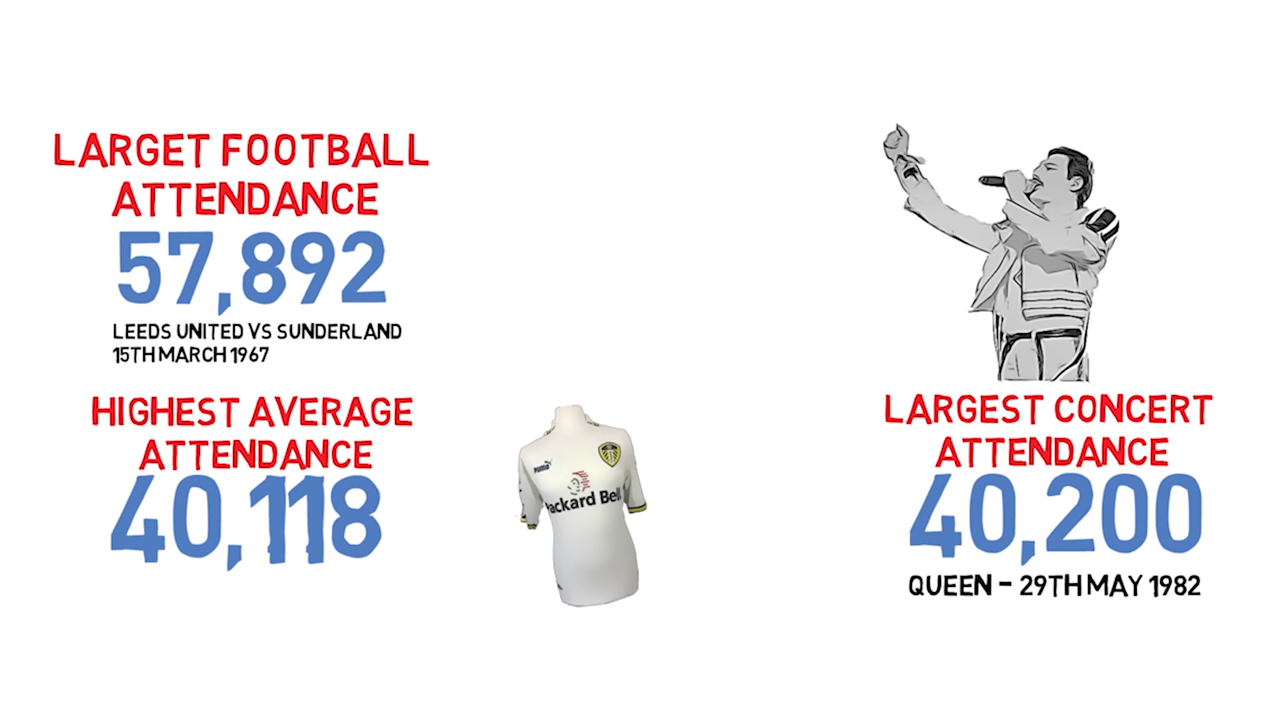 LARGET FOOTBALL
ATTENDANCE
57,892
LEEDS UNITED VS SUNDERLAND
15TH MARCH 1967
HIGHEST AVERAGE
ATTENDANCE
40,118
PUMA
Packard Bell
LARGEST CONCERT
ATTENDANCE
40,200
QUEEN - 29TH MAY 1982